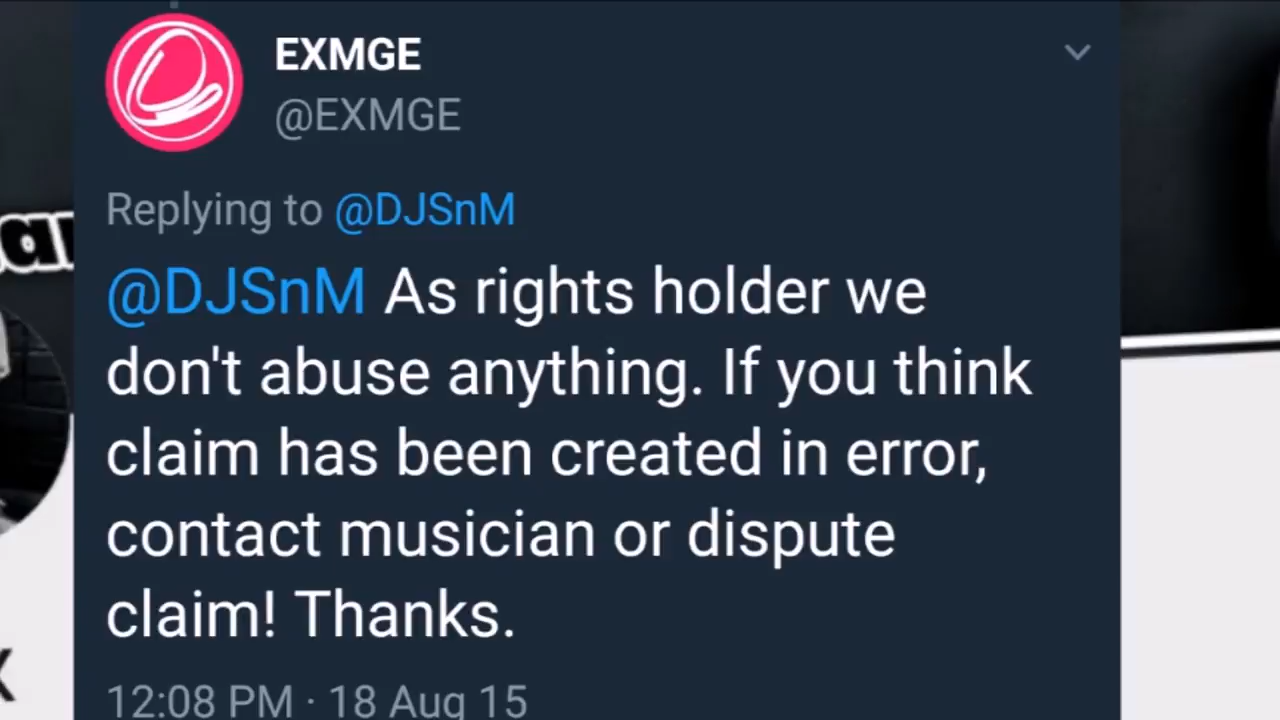 EXMGE
@EXMGE
Replying to @DJSnM
@DJSnM As rights holder we
don't abuse anything. If you think
claim has been created in error,
contact musician or dispute
claim! Thanks.
12:08 PM · 18 Aug 15